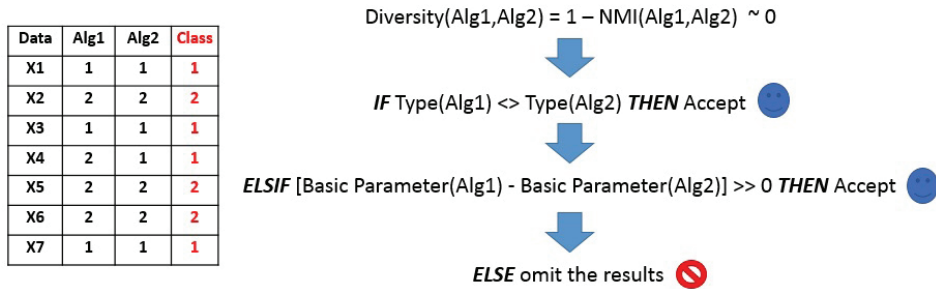 Data Alg1 Alg2 Class
X1 1 1 1
X2 2 2 2
X3 1 1 1
X4 2 1 1
X5 2 2 2
X6 2 2 2
X7 1 1 1
Diversity(Alg1,Alg2) = 1 – NMI(Alg1,Alg2) ~ 0
IF Type(Alg1) <> Type(Alg2) THEN Accept
ELSIF [Basic Parameter(Alg1) - Basic Parameter(Alg2)] >> 0 THEN Accept
ELSE omit the results